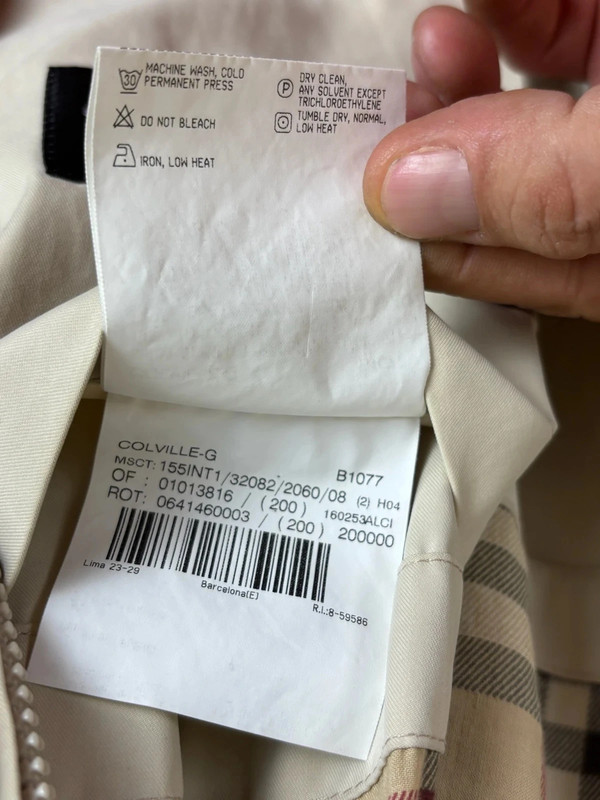 30
MACHINE WASH, COLD
PERMANENT PRESS
DO NOT BLEACH
IRON, LOW HEAT
P
DRY CLEAN,
ANY SOLVENT EXCEPT
TRICHLOROETHYLENE
TUMBLE DRY, NORMAL,
LOW HEAT
COLVILLE-G
B1077
MSCT: 155INT1/32082/2060/08 (2) H04
OF : 01013816 / (200) 160253ALCI
ROT: 0641460003 / (200) 200000
Lima 23-29
Barcelona(E)
R.I.:8-59586